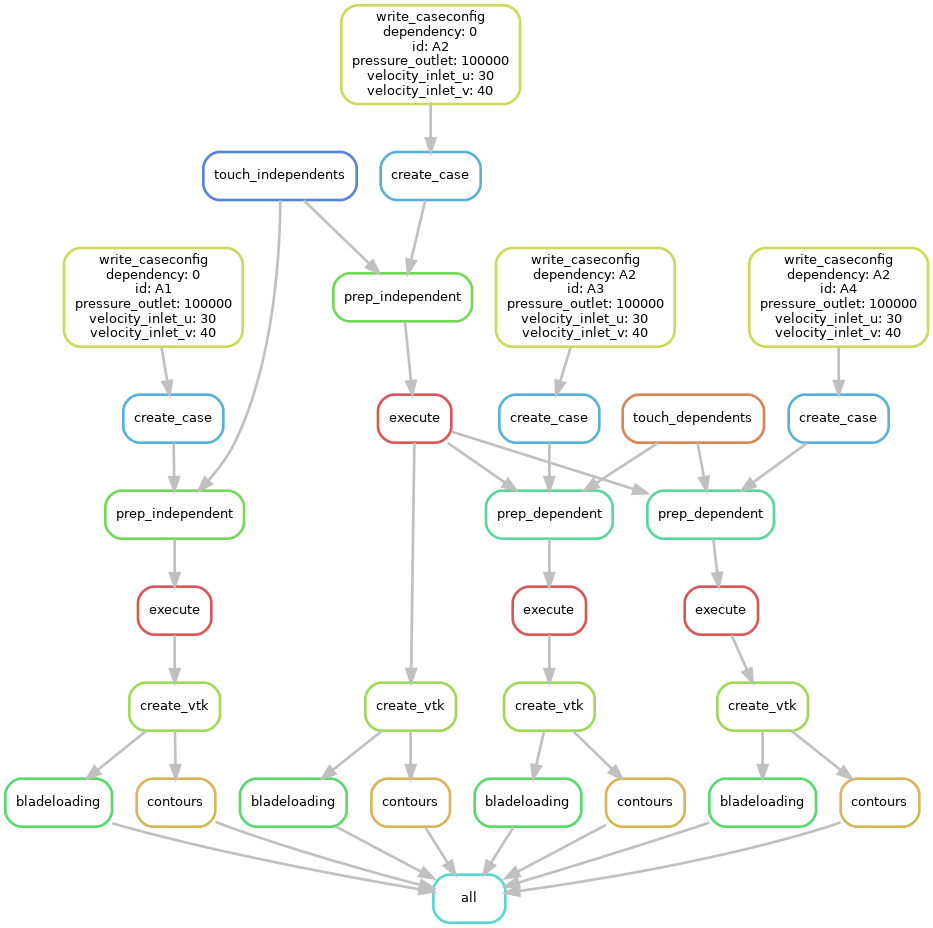 write_caseconfig
dependency: 0
id: A2
pressure_outlet: 100000
velocity_inlet_u: 30
velocity_inlet_v: 40
touch_independents
create_case
write_caseconfig
dependency: 0
id: A1
pressure_outlet: 100000
velocity_inlet_u: 30
velocity_inlet_v: 40
prep_independent
write_caseconfig
dependency: A2
id: A3
pressure_outlet: 100000
velocity_inlet_u: 30
velocity_inlet_v: 40
write_caseconfig
dependency: A2
id: A4
pressure_outlet: 100000
velocity_inlet_u: 30
velocity_inlet_v: 40
create_case
execute
create_case
touch_dependents
create_case
prep_independent
prep_dependent
prep_dependent
execute
execute
execute
create_vtk
create_vtk
create_vtk
create_vtk
bladeloading
contours
bladeloading
contours
bladeloading
contours
bladeloading
contours
all